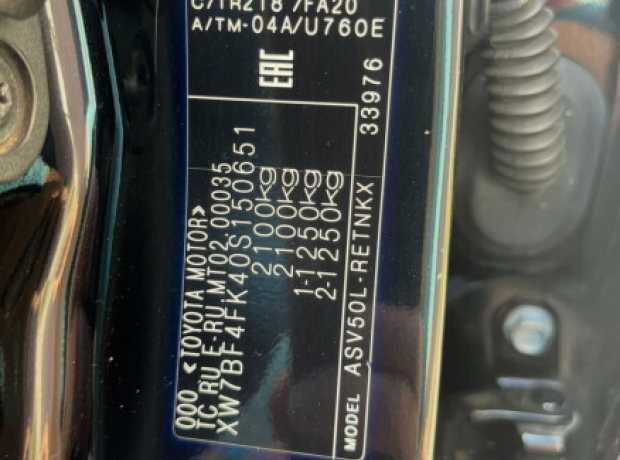 ООО «TOYOTA MOTOR»
TC RU E-RU.MT02.00035
XW7BF4FK40S150651
2100kg
2100kg
1-1250kg
2-1250kg
EAC
MODEL ASV50L-RETNKX 33976
C/TR218 /FA20
A/TM-04A/U760E